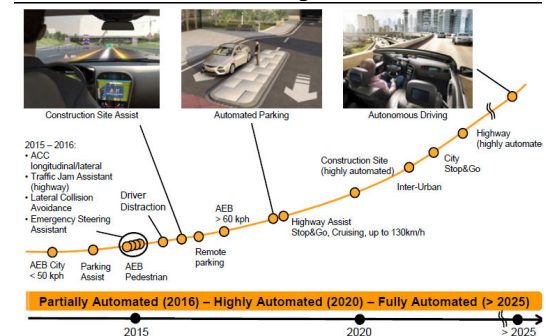 Construction Site Assist
Automated Parking
Autonomous Driving
2015 – 2016:
• ACC
longitudinal/lateral
• Traffic Jam Assistant
(highway)
• Lateral Collision
Avoidance
• Emergency Steering
Assistant
Driver
Distraction
AEB
> 60 kph
Construction Site
(highly automated)
Highway
(highly automate
City
Stop&Go
Inter-Urban
Highway Assist
Stop&Go, Cruising, up to 130km/h
Remote
parking
AEB City
< 50 kph
Parking
Assist
AEB
Pedestrian
Partially Automated (2016) – Highly Automated (2020) – Fully Automated (> 2025)
2015
2020
> 2025